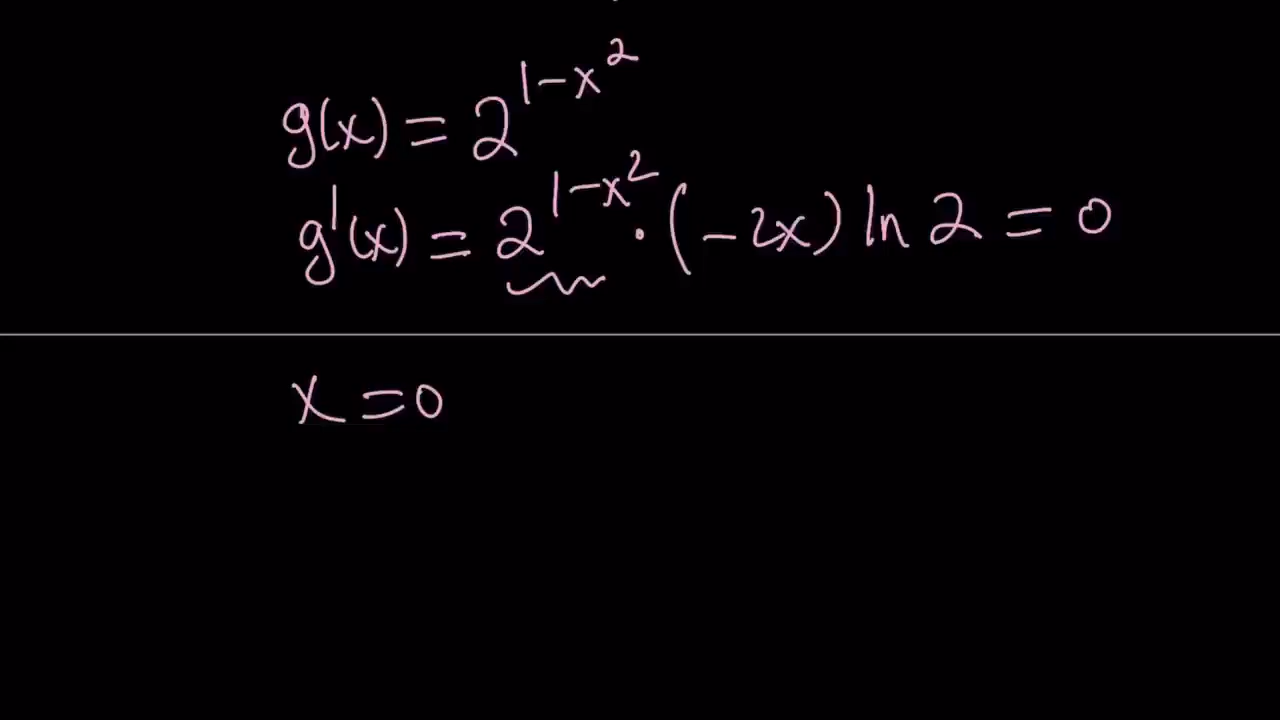 g(x) = 2^{1-x^2}
g'(x) = 2^{1-x^2} · (-2x) ln 2 = 0
x = 0